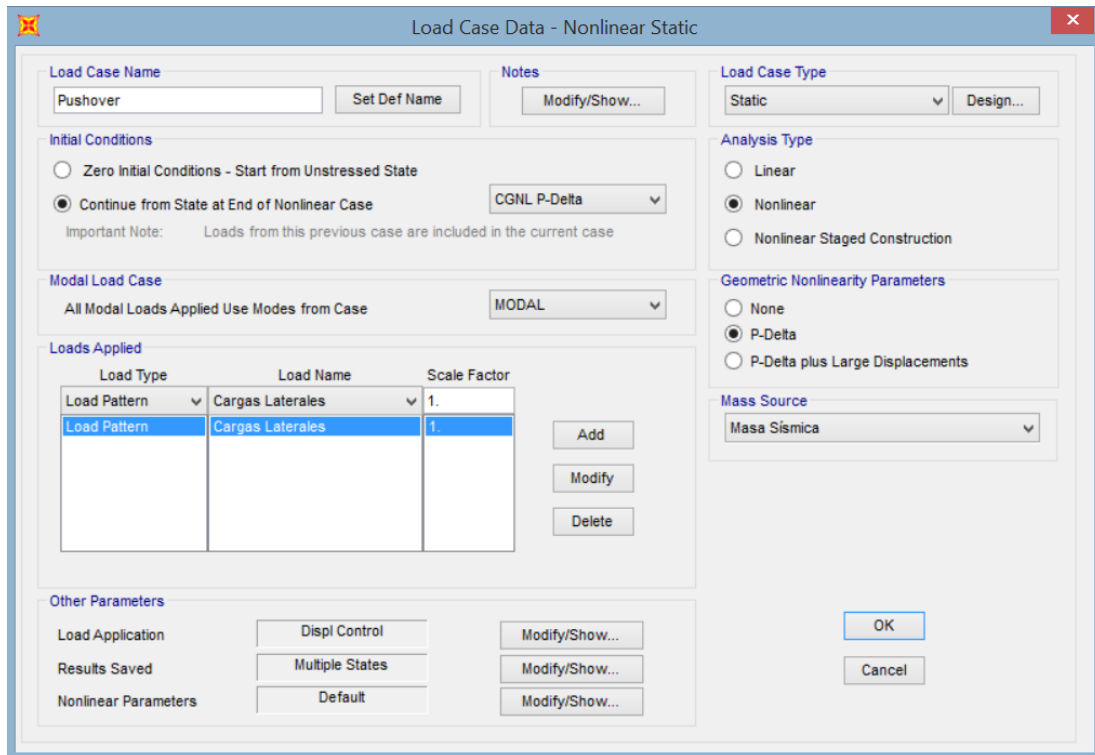 Load Case Data - Nonlinear Static
Load Case Name
Pushover
Set Def Name
Notes
Modify/Show...
Load Case Type
Static
Design...
Initial Conditions
Zero Initial Conditions - Start from Unstressed State
Continue from State at End of Nonlinear Case
CGNL P-Delta
Important Note: Loads from this previous case are included in the current case
Analysis Type
Linear
Nonlinear
Nonlinear Staged Construction
Modal Load Case
All Modal Loads Applied Use Modes from Case
MODAL
Geometric Nonlinearity Parameters
None
P-Delta
P-Delta plus Large Displacements
Loads Applied
Load Type Load Name Scale Factor
Load Pattern Cargas Laterales 1.
Load Pattern Cargas Laterales 1.
Add
Modify
Delete
Mass Source
Masa Sísmica
Other Parameters
Load Application Displ Control Modify/Show...
Results Saved Multiple States Modify/Show...
Nonlinear Parameters Default Modify/Show...
OK
Cancel